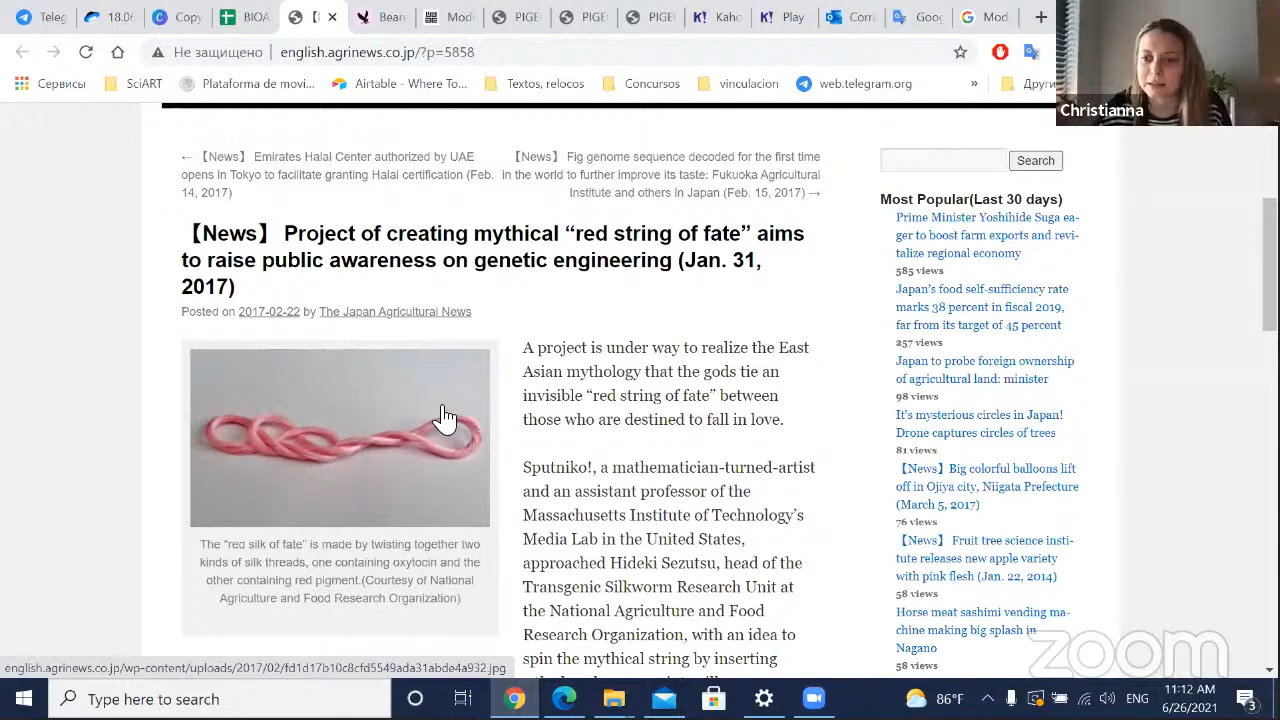 Teleg
18.06
Copy
BIOA
[
Bear
Mod
PIGE
PIGE
PIGE
Kaho
Play
Corre
Goog
Mod
Не защищено
english.agrinews.co.jp/?p=5858
Сервисы
SciART
Plataforma de movi...
Textos, relocos
Concursos
vinculacion
web.telegram.org
»
Christianna
← 【News】 Emirates Halal Center authorized by UAE
opens in Tokyo to facilitate granting Halal certification (Feb.
14, 2017)
【News】 Fig genome sequence decoded for the first time
in the world to further improve its taste: Fukuoka Agricultural
Institute and others in Japan (Feb. 15, 2017) →
Search
【News】 Project of creating mythical “red string of fate” aims
to raise public awareness on genetic engineering (Jan. 31,
2017)
Posted on 2017-02-22 by The Japan Agricultural News
The “red silk of fate” is made by twisting together two
kinds of silk threads, one containing oxytocin and the
other containing red pigment.(Courtesy of National
Agriculture and Food Research Organization)
A project is under way to realize the East
Asian mythology that the gods tie an
invisible “red string of fate” between
those who are destined to fall in love.
Sputniko!, a mathematician-turned-artist
and an assistant professor of the
Massachusetts Institute of Technology’s
Media Lab in the United States,
approached Hideki Sezutsu, head of the
Transgenic Silkworm Research Unit at
the National Agriculture and Food
Research Organization, with an idea to
spin the mythical string by inserting
Most Popular(Last 30 days)
Prime Minister Yoshihide Suga ea-
ger to boost farm exports and revi-
talize regional economy
585 views
Japan’s food self-sufficiency rate
marks 38 percent in fiscal 2019,
far from its target of 45 percent
257 views
Japan to probe foreign ownership
of agricultural land: minister
98 views
It’s mysterious circles in Japan!
Drone captures circles of trees
81 views
【News】Big colorful balloons lift
off in Ojiya city, Niigata Prefecture
(March 5, 2017)
76 views
【News】 Fruit tree science insti-
tute releases new apple variety
with pink flesh (Jan. 22, 2014)
58 views
Horse meat sashimi vending ma-
chine making big splash in
Nagano
58 views
zoom
english.agrinews.co.jp/wp-content/uploads/2017/02/fd1d17b10c8cfd5549ada31abde4a932.jpg
Type here to search
86°F
ENG
11:12 AM
6/26/2021
3